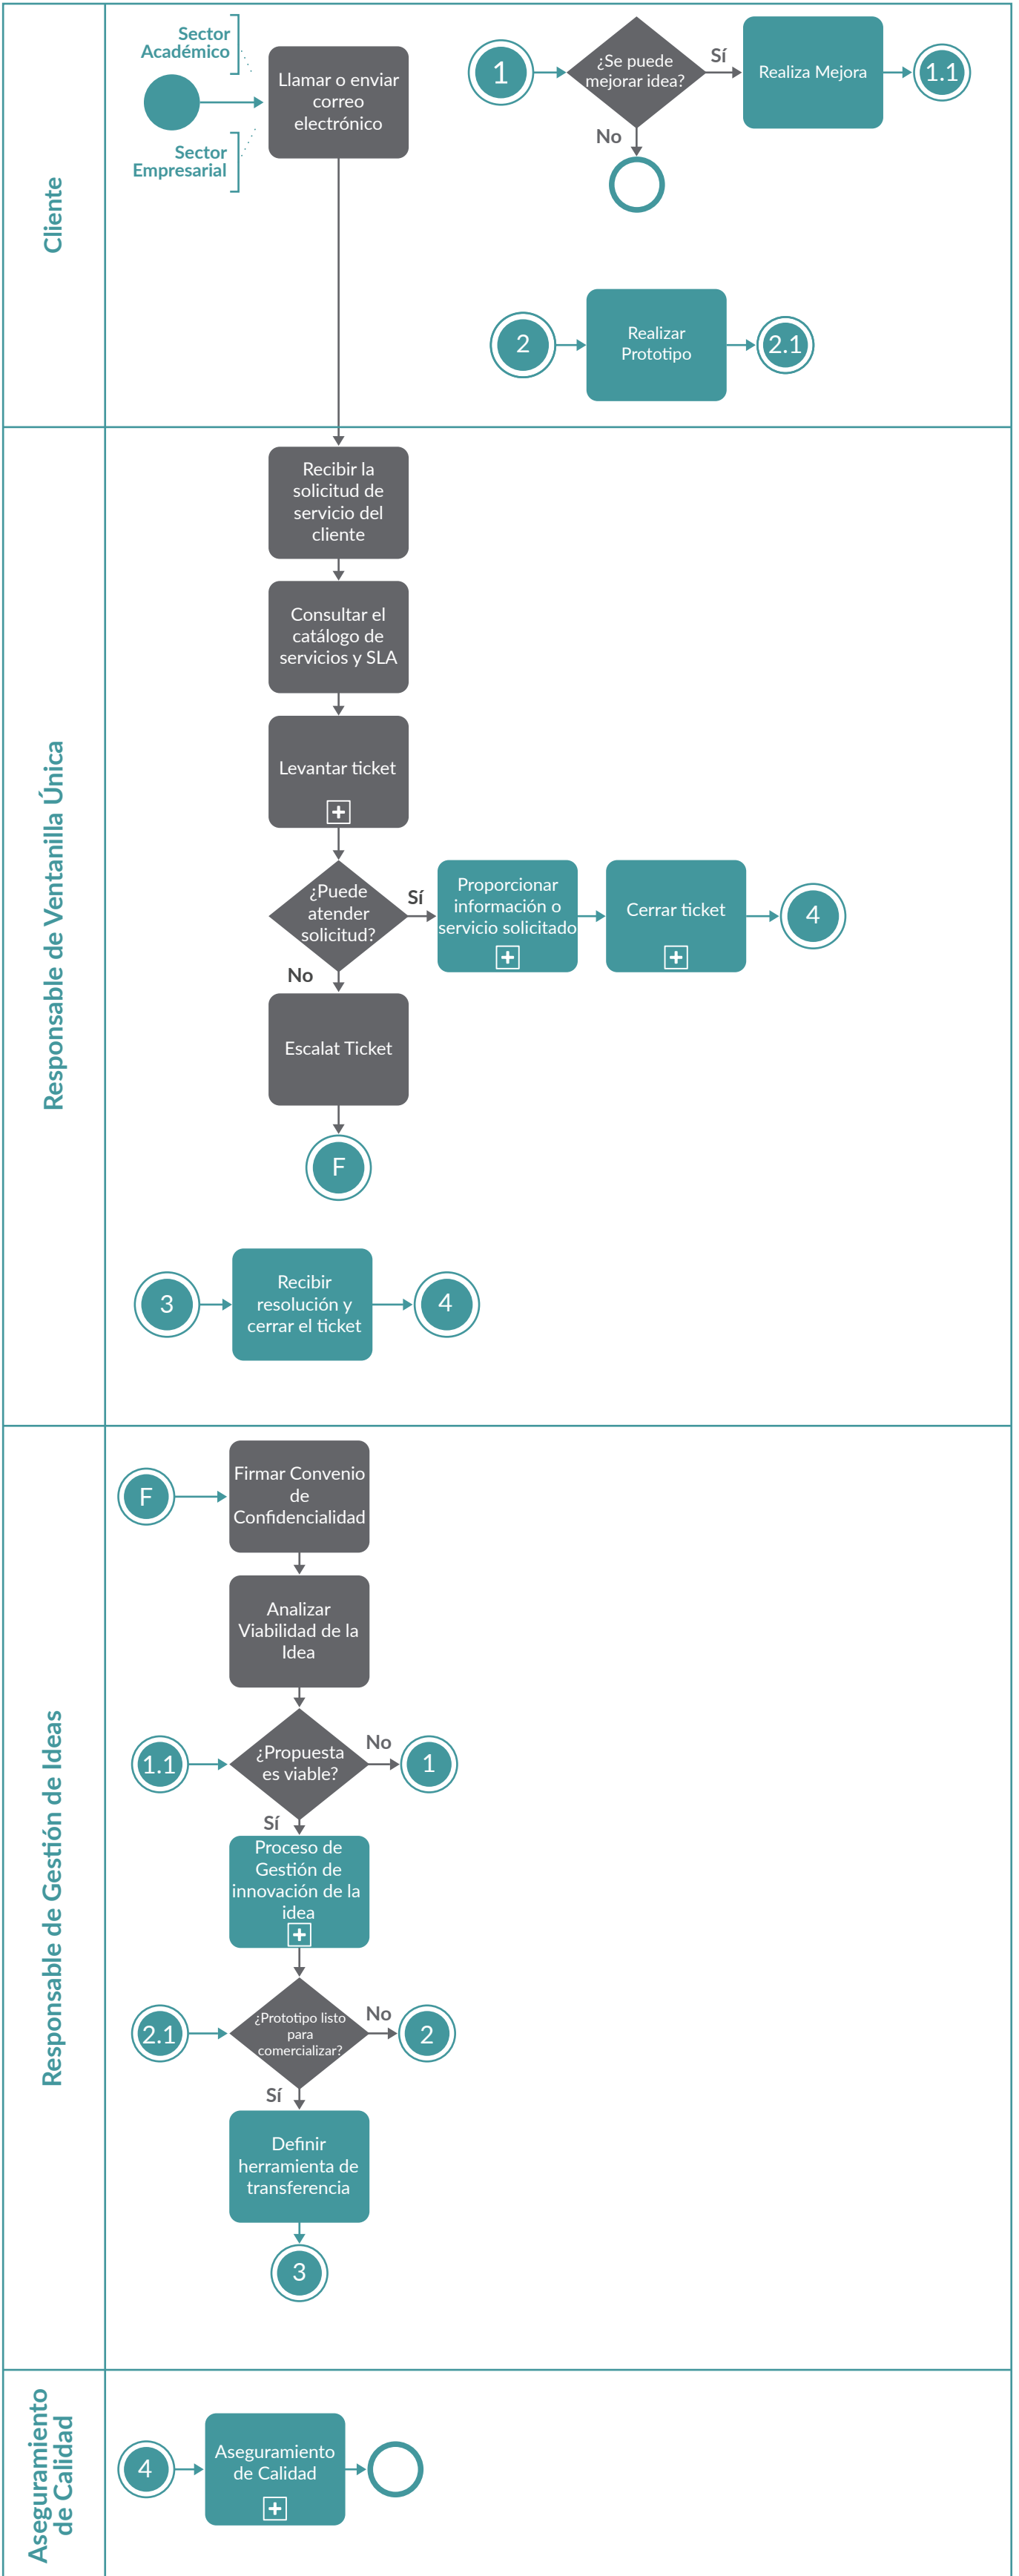 Cliente
Sector
Académico
Sector
Empresarial
Llamar o enviar
correo
electrónico
1
¿Se puede
mejorar idea?
Sí
No
Realiza Mejora
1.1
2
Realizar
Prototipo
2.1
Responsable de Ventanilla Única
Recibir la
solicitud de
servicio del
cliente
Consultar el
catálogo de
servicios y SLA
Levantar ticket
¿Puede
atender
solicitud?
Sí
No
Proporcionar
información o
servicio solicitado
Cerrar ticket
4
Escalat Ticket
F
3
Recibir
resolución y
cerrar el ticket
4
Responsable de Gestión de Ideas
F
Firmar Convenio
de
Confidencialidad
Analizar
Viabilidad de la
Idea
1.1
¿Propuesta
es viable?
No
1
Sí
Proceso de
Gestión de
innovación de la
idea
2.1
¿Prototipo listo
para
comercializar?
No
2
Sí
Definir
herramienta de
transferencia
3
Aseguramiento
de Calidad
4
Aseguramiento
de Calidad